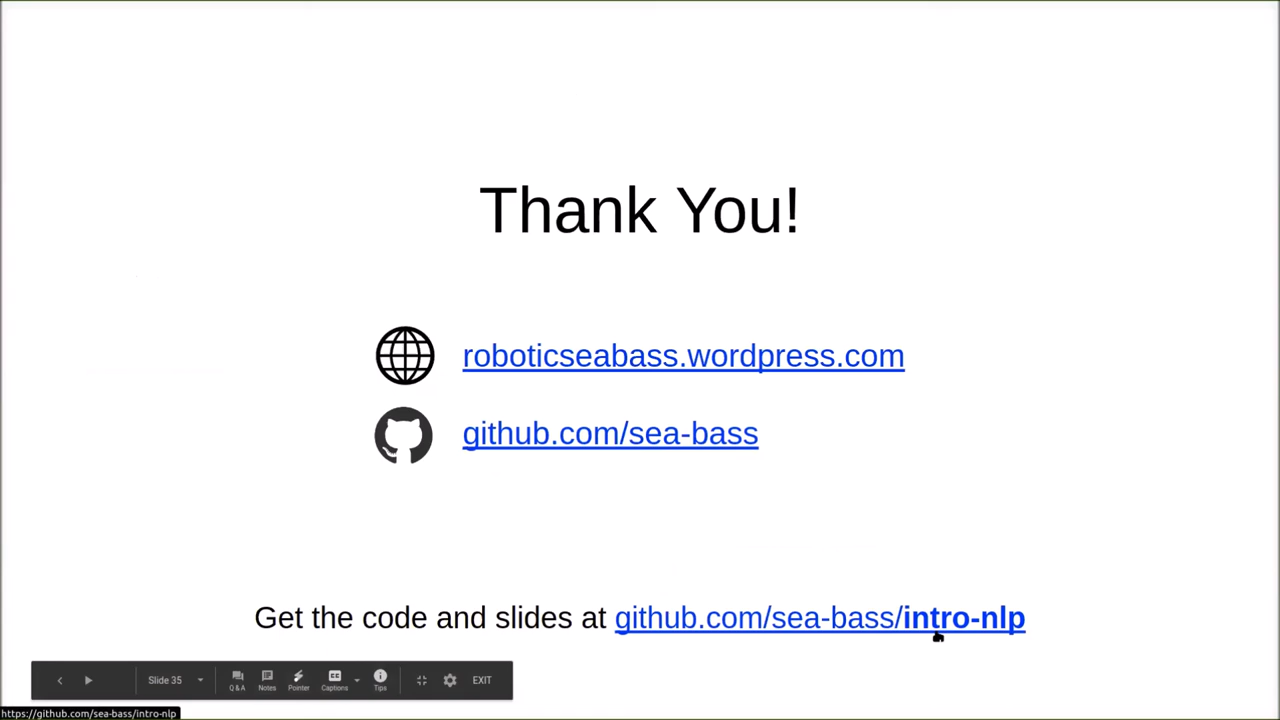 Thank You!
roboticseabass.wordpress.com
github.com/sea-bass
Get the code and slides at github.com/sea-bass/intro-nlp
Slide 35
Q & A
Notes
Pointer
Captions
Tips
EXIT
https://github.com/sea-bass/intro-nlp